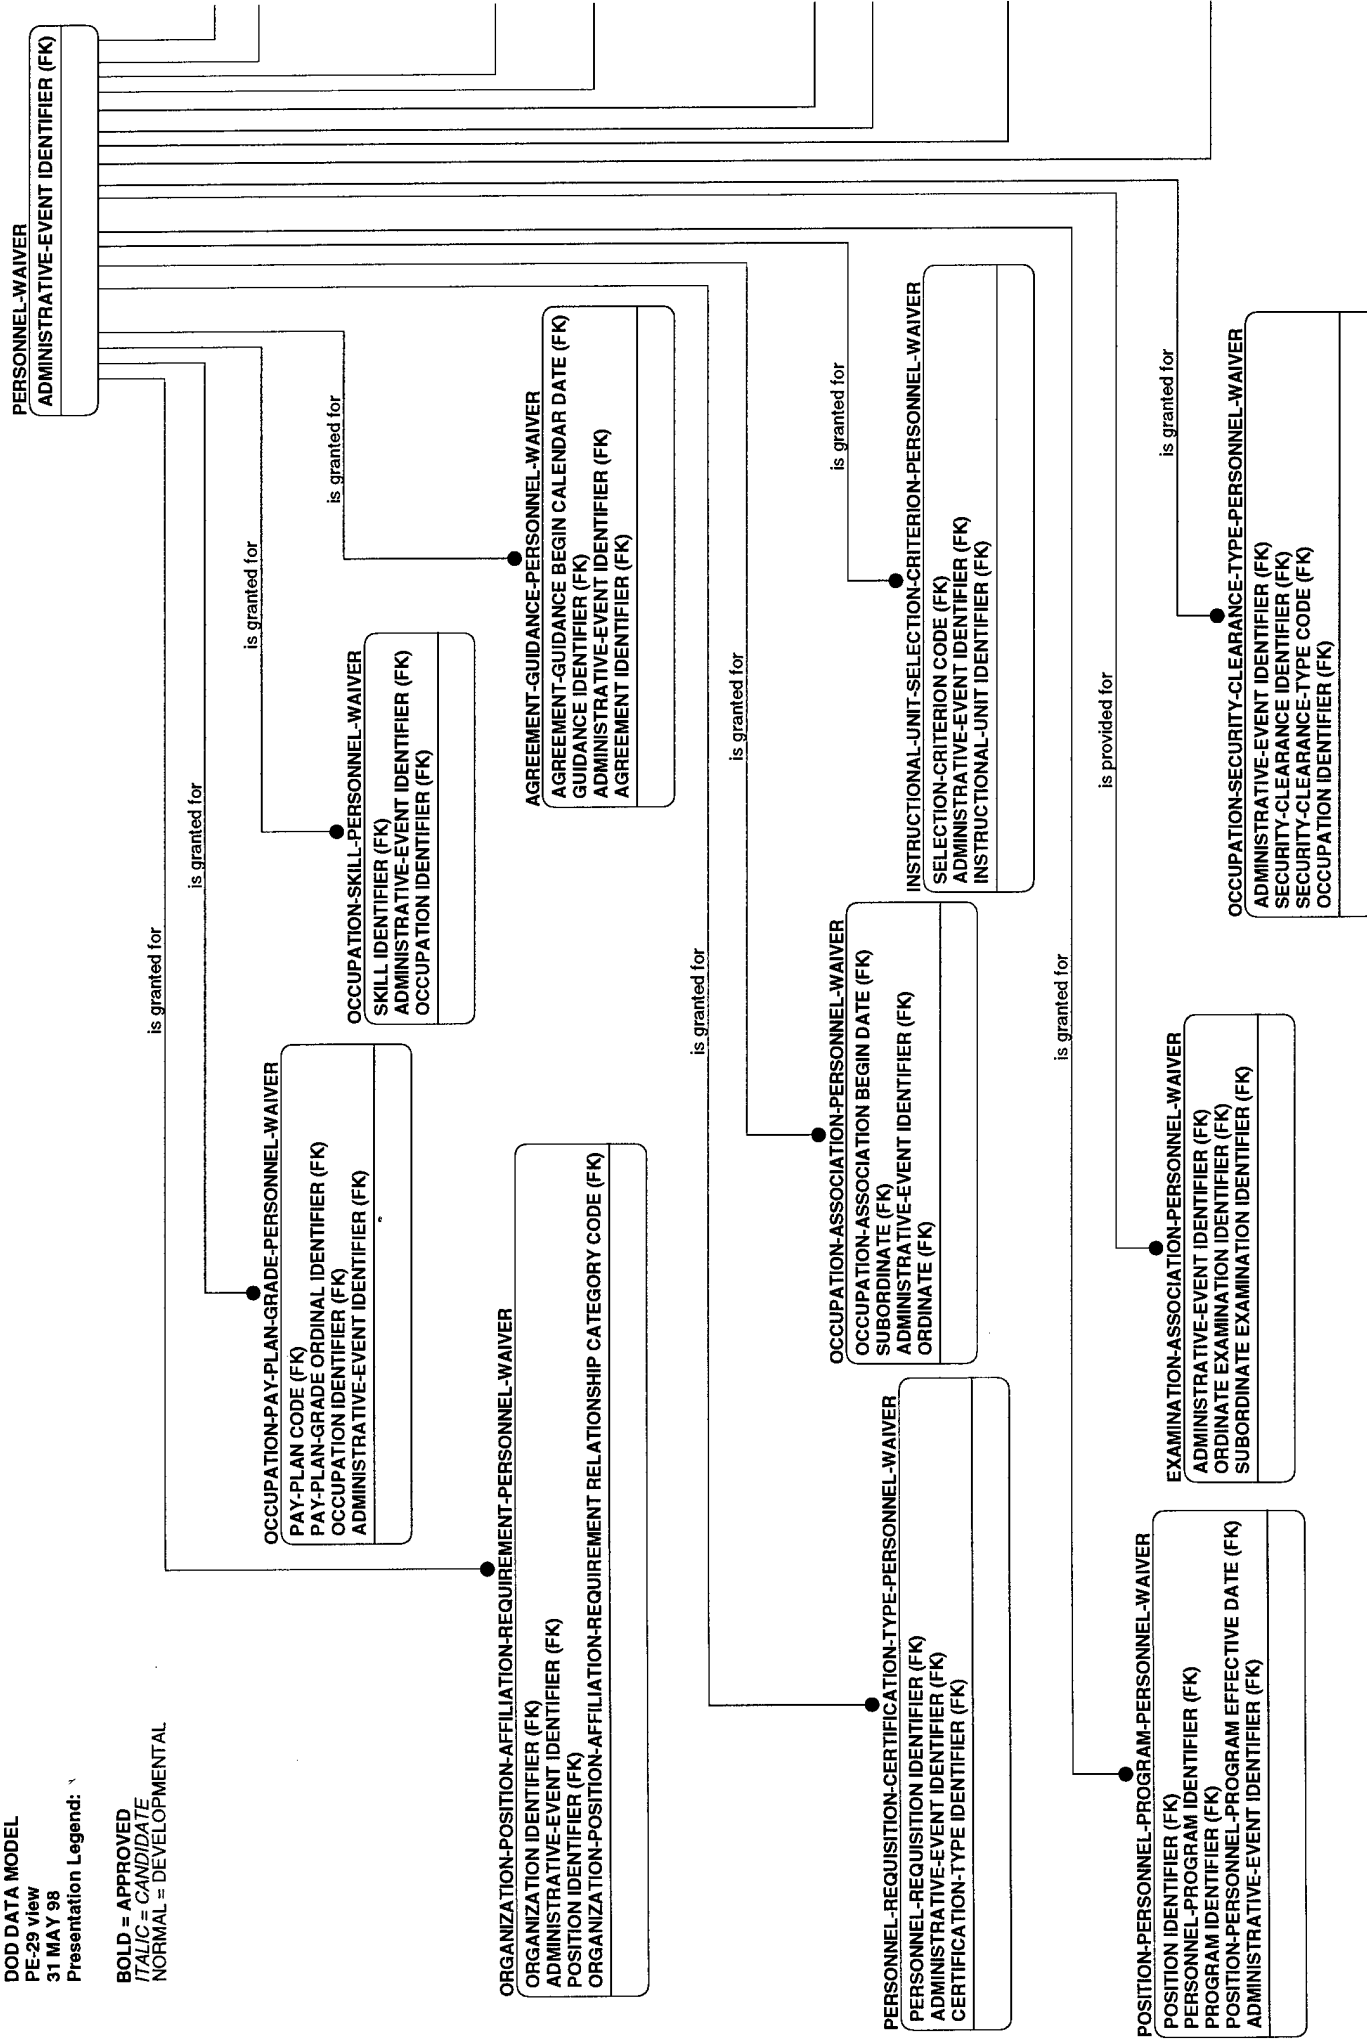 DOD DATA MODEL
PE-29 view
31 MAY 98
Presentation Legend:
BOLD = APPROVED
ITALIC = CANDIDATE
NORMAL = DEVELOPMENTAL
PERSONNEL-WAIVER
ADMINISTRATIVE-EVENT IDENTIFIER (FK)
is granted for
is granted for
is granted for
is granted for
OCCUPATION-PAY-PLAN-GRADE-PERSONNEL-WAIVER
PAY-PLAN CODE (FK)
PAY-PLAN-GRADE ORDINAL IDENTIFIER (FK)
OCCUPATION IDENTIFIER (FK)
ADMINISTRATIVE-EVENT IDENTIFIER (FK)
OCCUPATION-SKILL-PERSONNEL-WAIVER
SKILL IDENTIFIER (FK)
ADMINISTRATIVE-EVENT IDENTIFIER (FK)
OCCUPATION IDENTIFIER (FK)
ORGANIZATION-POSITION-AFFILIATION-REQUIREMENT-PERSONNEL-WAIVER
ORGANIZATION IDENTIFIER (FK)
ADMINISTRATIVE-EVENT IDENTIFIER (FK)
POSITION IDENTIFIER (FK)
ORGANIZATION-POSITION-AFFILIATION-REQUIREMENT RELATIONSHIP CATEGORY CODE (FK)
AGREEMENT-GUIDANCE-PERSONNEL-WAIVER
AGREEMENT-GUIDANCE BEGIN CALENDAR DATE (FK)
GUIDANCE IDENTIFIER (FK)
ADMINISTRATIVE-EVENT IDENTIFIER (FK)
AGREEMENT IDENTIFIER (FK)
is granted for
is granted for
is granted for
PERSONNEL-REQUISITION-CERTIFICATION-TYPE-PERSONNEL-WAIVER
PERSONNEL-REQUISITION IDENTIFIER (FK)
ADMINISTRATIVE-EVENT IDENTIFIER (FK)
CERTIFICATION-TYPE IDENTIFIER (FK)
OCCUPATION-ASSOCIATION-PERSONNEL-WAIVER
OCCUPATION-ASSOCIATION BEGIN DATE (FK)
SUBORDINATE (FK)
ADMINISTRATIVE-EVENT IDENTIFIER (FK)
ORDINATE (FK)
INSTRUCTIONAL-UNIT-SELECTION-CRITERION-PERSONNEL-WAIVER
SELECTION-CRITERION CODE (FK)
ADMINISTRATIVE-EVENT IDENTIFIER (FK)
INSTRUCTIONAL-UNIT IDENTIFIER (FK)
is granted for
is provided for
is granted for
POSITION-PERSONNEL-PROGRAM-PERSONNEL-WAIVER
POSITION IDENTIFIER (FK)
PERSONNEL-PROGRAM IDENTIFIER (FK)
PROGRAM IDENTIFIER (FK)
POSITION-PERSONNEL-PROGRAM EFFECTIVE DATE (FK)
ADMINISTRATIVE-EVENT IDENTIFIER (FK)
EXAMINATION-ASSOCIATION-PERSONNEL-WAIVER
ADMINISTRATIVE-EVENT IDENTIFIER (FK)
ORDINATE EXAMINATION IDENTIFIER (FK)
SUBORDINATE EXAMINATION IDENTIFIER (FK)
OCCUPATION-SECURITY-CLEARANCE-TYPE-PERSONNEL-WAIVER
ADMINISTRATIVE-EVENT IDENTIFIER (FK)
SECURITY-CLEARANCE IDENTIFIER (FK)
SECURITY-CLEARANCE-TYPE CODE (FK)
OCCUPATION IDENTIFIER (FK)